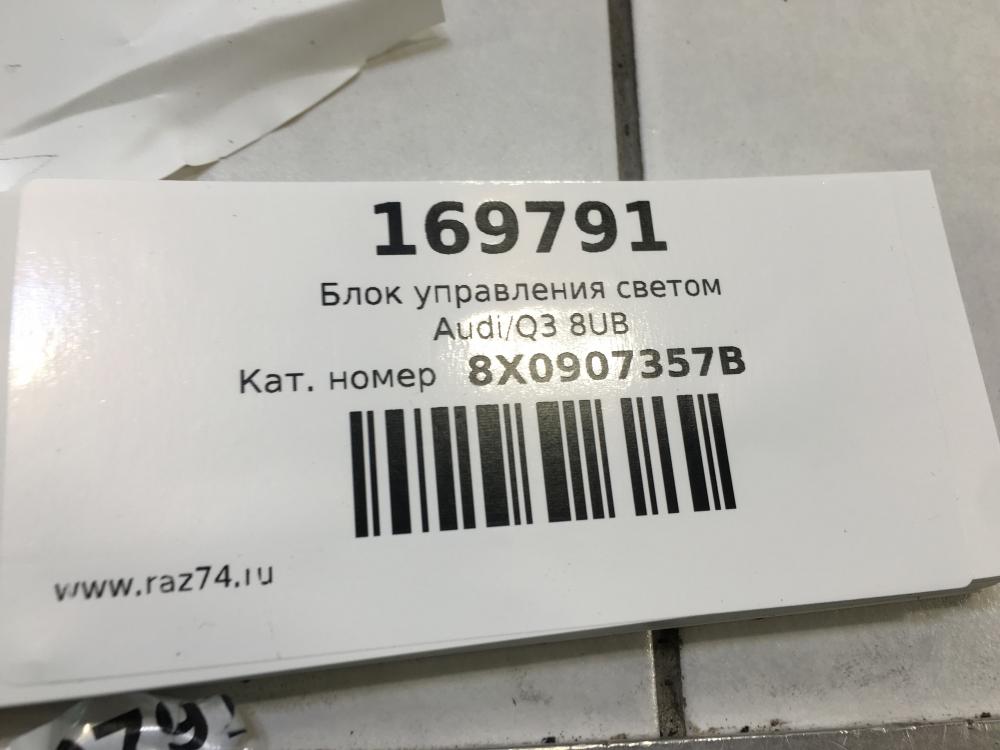 169791
Блок управления светом
Audi/Q3 8UB
Кат. номер 8X0907357B
www.raz74.ru